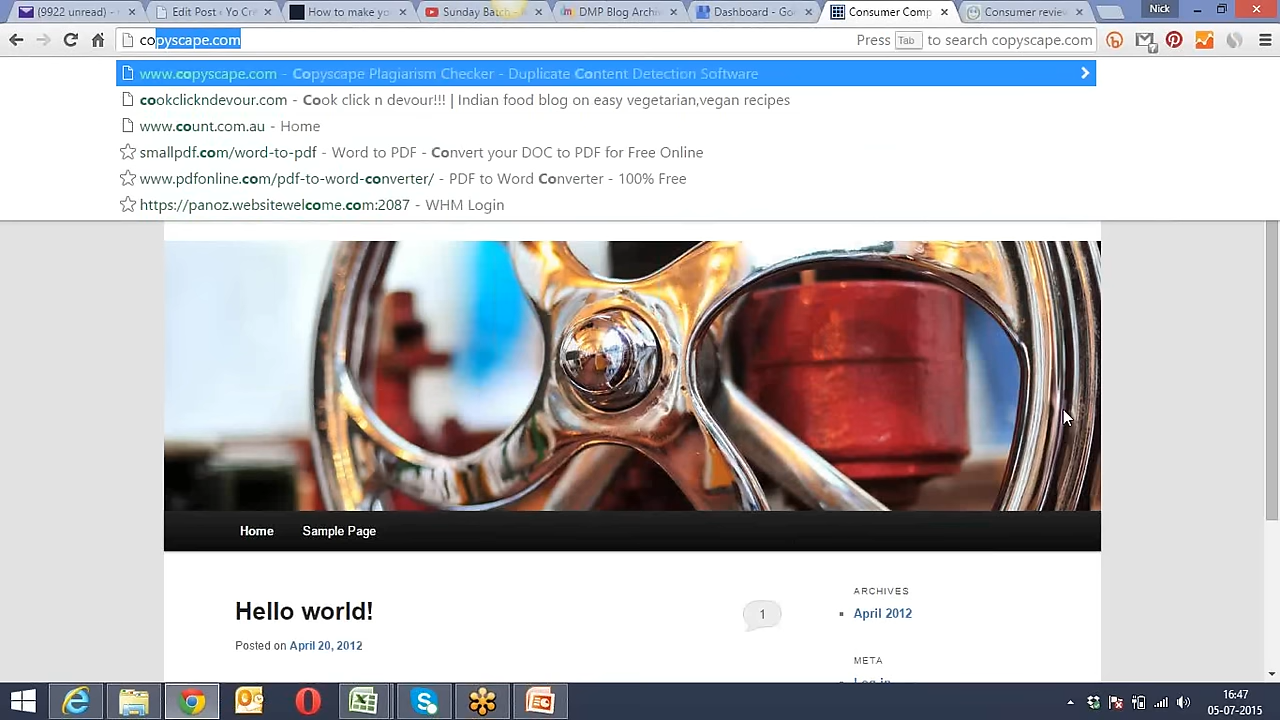 (9922 unread) - 
Edit Post ‹ Yo Cr
How to make yo
Sunday Batch
DMP Blog Archi
Dashboard - Go
Consumer Comp
Consumer review
Nick
copyscape.com
Press Tab to search copyscape.com
www.copyscape.com - Copyscape Plagiarism Checker - Duplicate Content Detection Software
cookclickndevour.com - Cook click n devour!!! | Indian food blog on easy vegetarian,vegan recipes
www.count.com.au - Home
smallpdf.com/word-to-pdf - Word to PDF - Convert your DOC to PDF for Free Online
www.pdfonline.com/pdf-to-word-converter/ - PDF to Word Converter - 100% Free
https://panoz.websitewelcome.com:2087 - WHM Login
Home
Sample Page
Hello world!
1
Posted on April 20, 2012
ARCHIVES
April 2012
META
Log in
16:47
05-07-2015